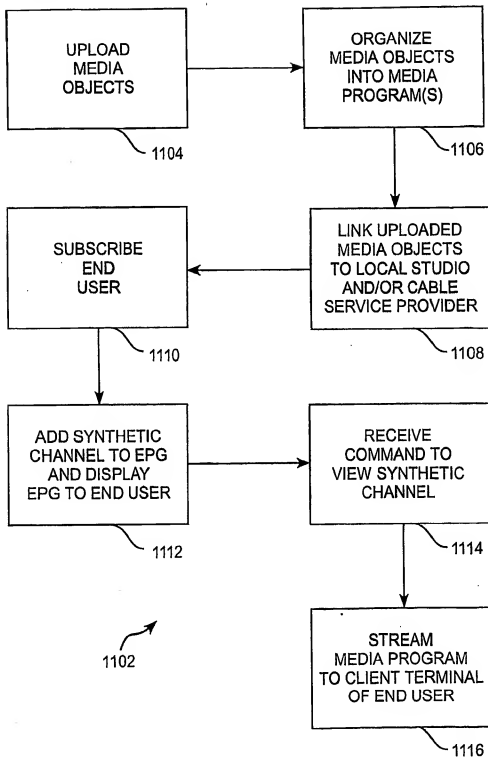 UPLOAD
MEDIA
OBJECTS
1104
ORGANIZE
MEDIA OBJECTS
INTO MEDIA
PROGRAM(S)
1106
LINK UPLOADED
MEDIA OBJECTS
TO LOCAL STUDIO
AND/OR CABLE
SERVICE PROVIDER
1108
SUBSCRIBE
END
USER
1110
ADD SYNTHETIC
CHANNEL TO EPG
AND DISPLAY
EPG TO END USER
1112
RECEIVE
COMMAND TO
VIEW SYNTHETIC
CHANNEL
1114
STREAM
MEDIA PROGRAM
TO CLIENT TERMINAL
OF END USER
1116
1102